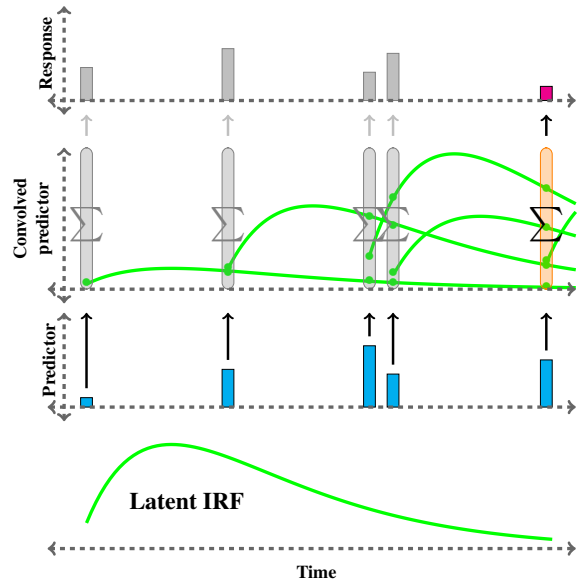 Response
Convolved
predictor
Σ Σ Σ Σ Σ
Predictor
Latent IRF
Time